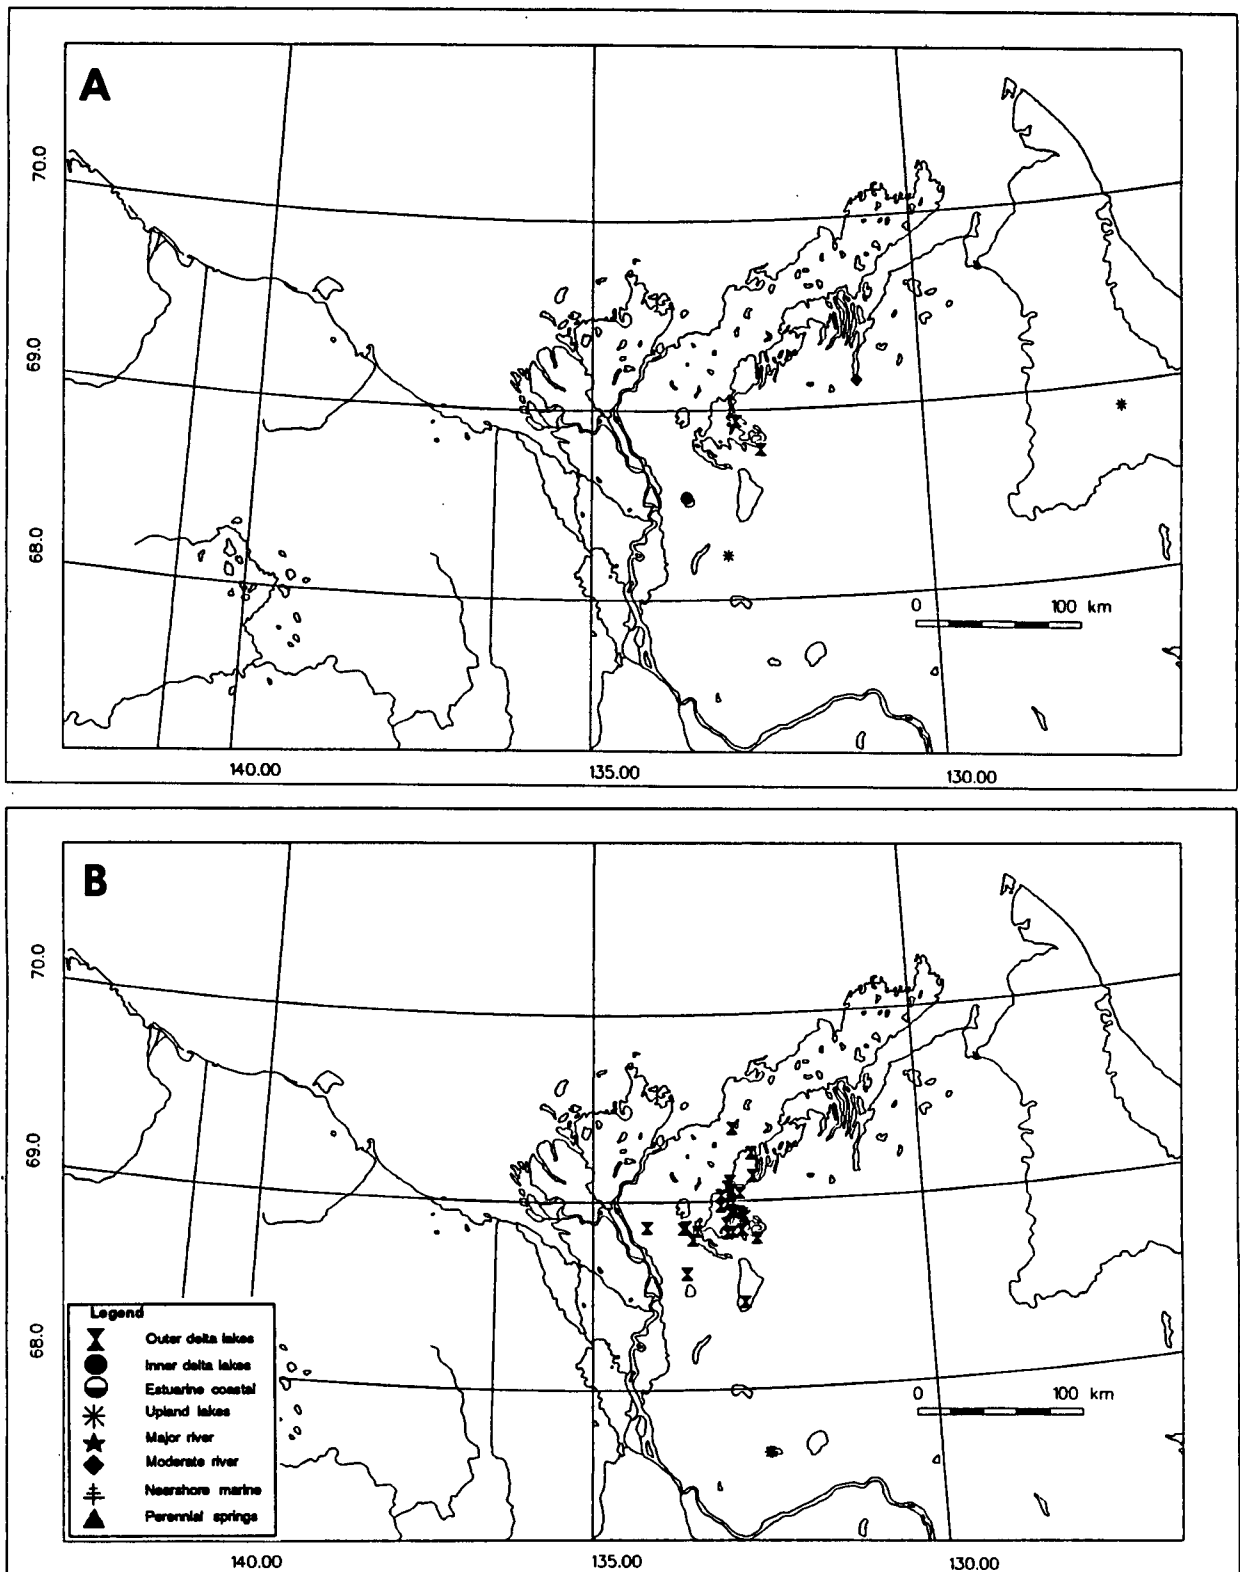 A
70.0
69.0
68.0
0 100 km
140.00 135.00 130.00
B
70.0
69.0
68.0
Legend
Outer delta lakes
Inner delta lakes
Estuarine coastal
Upland lakes
Major river
Moderate river
Nearshore marine
Perennial springs
0 100 km
140.00 135.00 130.00